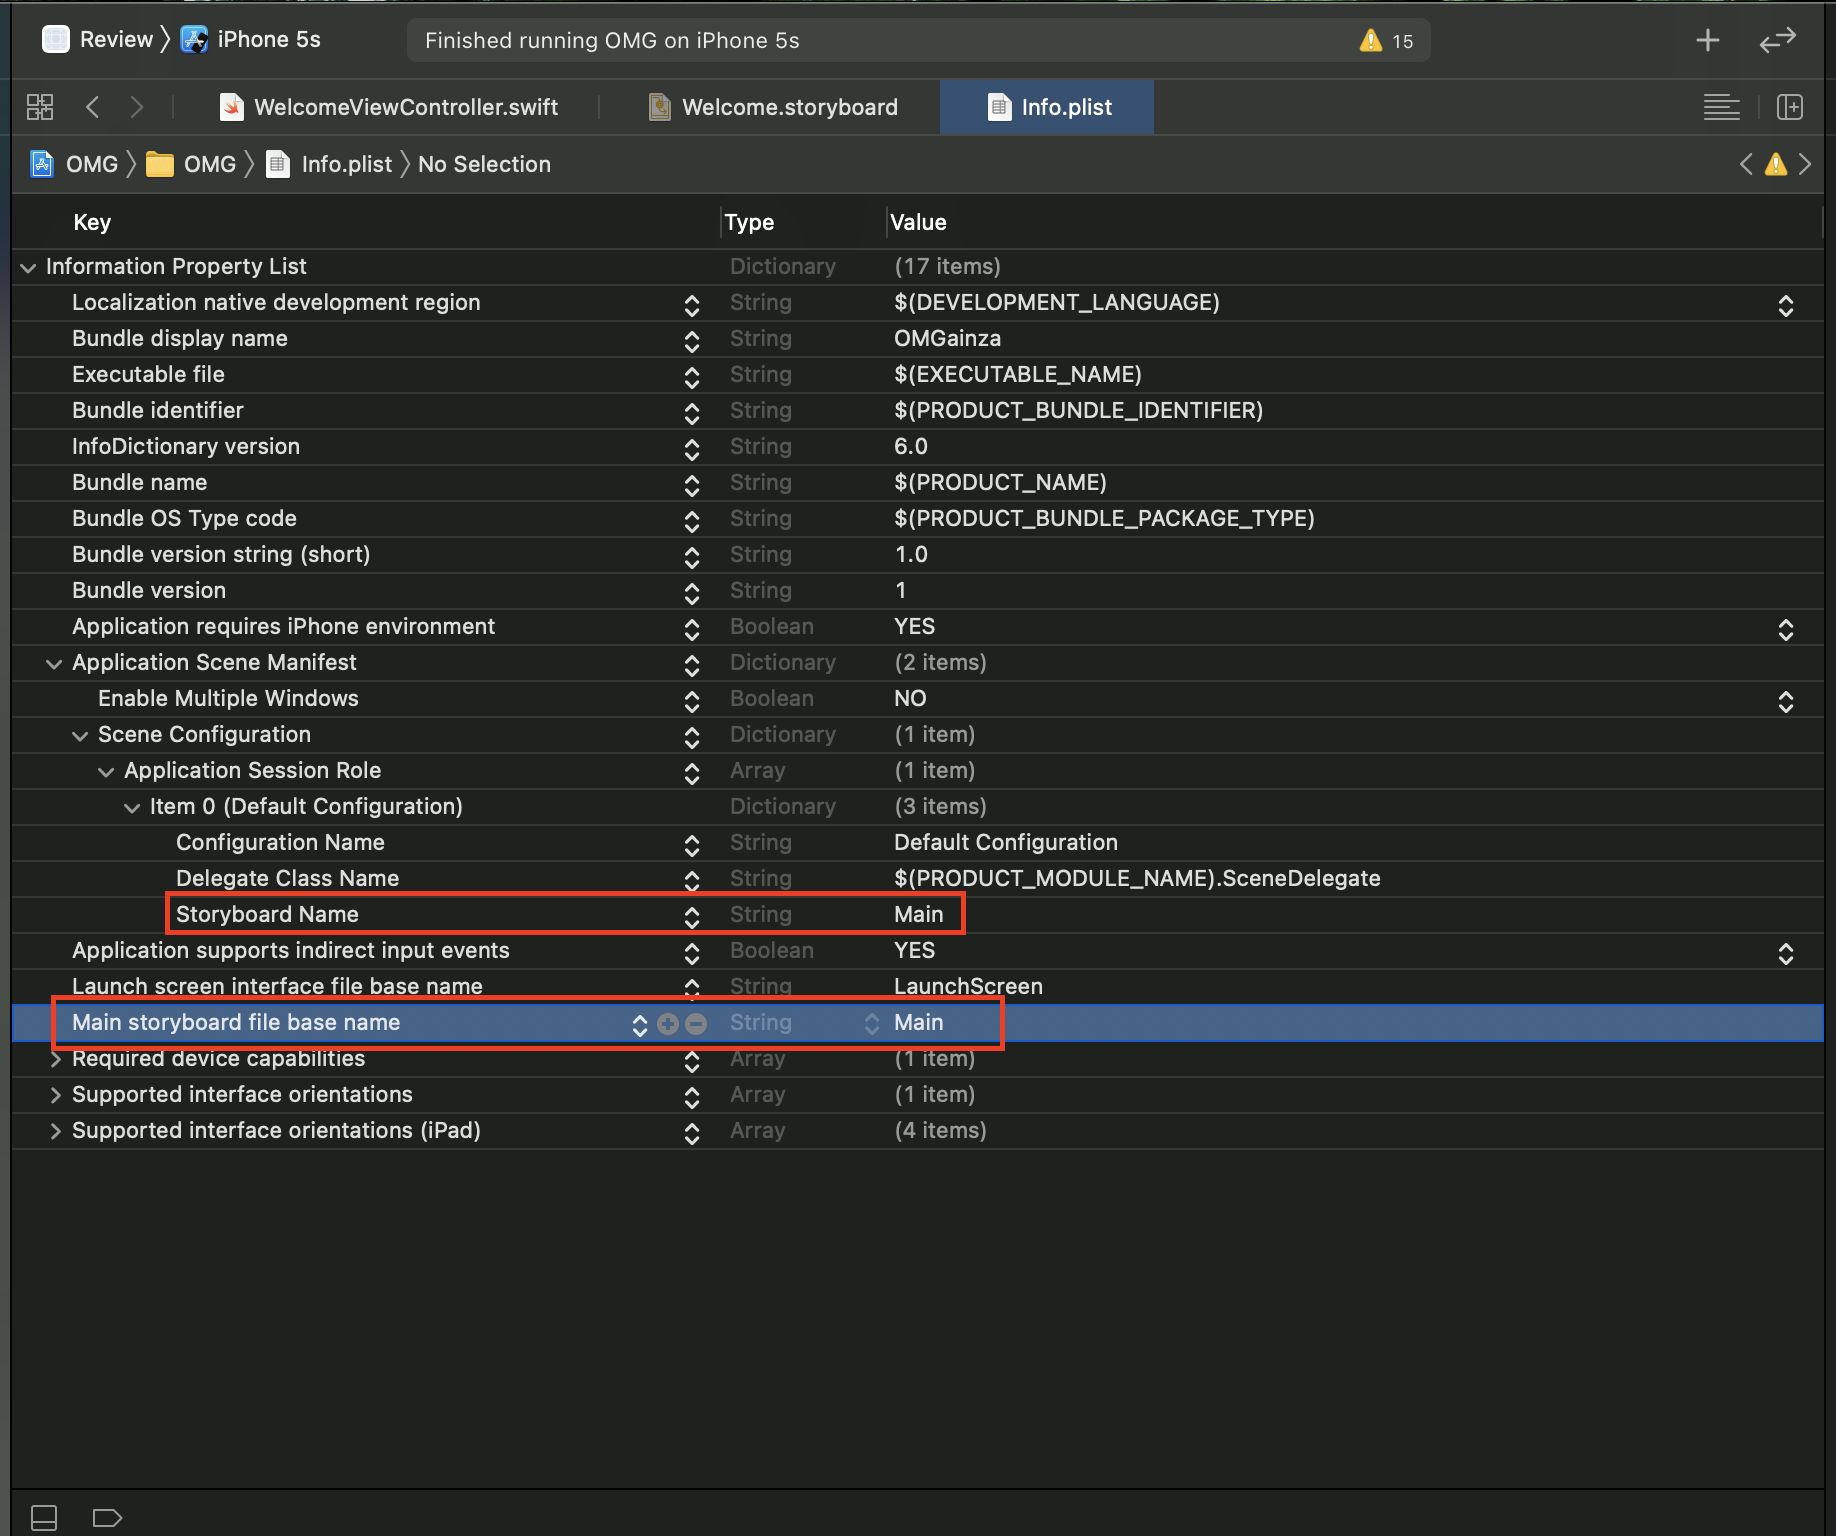 Review 〉 iPhone 5s
Finished running OMG on iPhone 5s 15
WelcomeViewController.swift Welcome.storyboard Info.plist
OMG 〉 OMG 〉 Info.plist 〉 No Selection
Key Type Value
Information Property List Dictionary (17 items)
Localization native development region String $(DEVELOPMENT_LANGUAGE)
Bundle display name String OMGainza
Executable file String $(EXECUTABLE_NAME)
Bundle identifier String $(PRODUCT_BUNDLE_IDENTIFIER)
InfoDictionary version String 6.0
Bundle name String $(PRODUCT_NAME)
Bundle OS Type code String $(PRODUCT_BUNDLE_PACKAGE_TYPE)
Bundle version string (short) String 1.0
Bundle version String 1
Application requires iPhone environment Boolean YES
Application Scene Manifest Dictionary (2 items)
Enable Multiple Windows Boolean NO
Scene Configuration Dictionary (1 item)
Application Session Role Array (1 item)
Item 0 (Default Configuration) Dictionary (3 items)
Configuration Name String Default Configuration
Delegate Class Name String $(PRODUCT_MODULE_NAME).SceneDelegate
Storyboard Name String Main
Application supports indirect input events Boolean YES
Launch screen interface file base name String LaunchScreen
Main storyboard file base name String Main
Required device capabilities Array (1 item)
Supported interface orientations Array (1 item)
Supported interface orientations (iPad) Array (4 items)